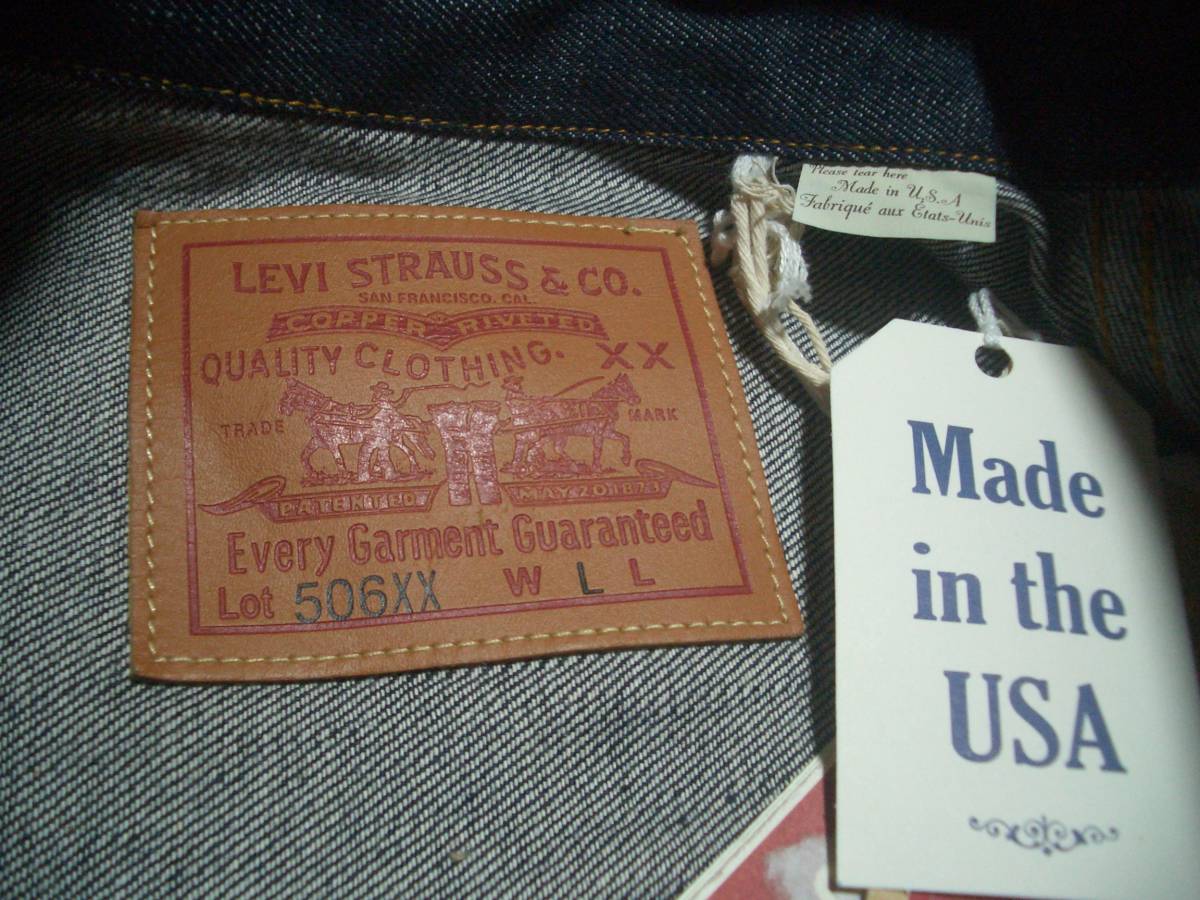 LEVI STRAUSS & CO.
SAN FRANCISCO. CAL.
COPPER RIVETED
QUALITY CLOTHING. XX
TRADE MARK
PATENTED MAY 20 1873
Every Garment Guaranteed
Lot 506XX W L L
Please tear here
Made in U.S.A
Fabriqué aux États-Unis
Made
in the
USA